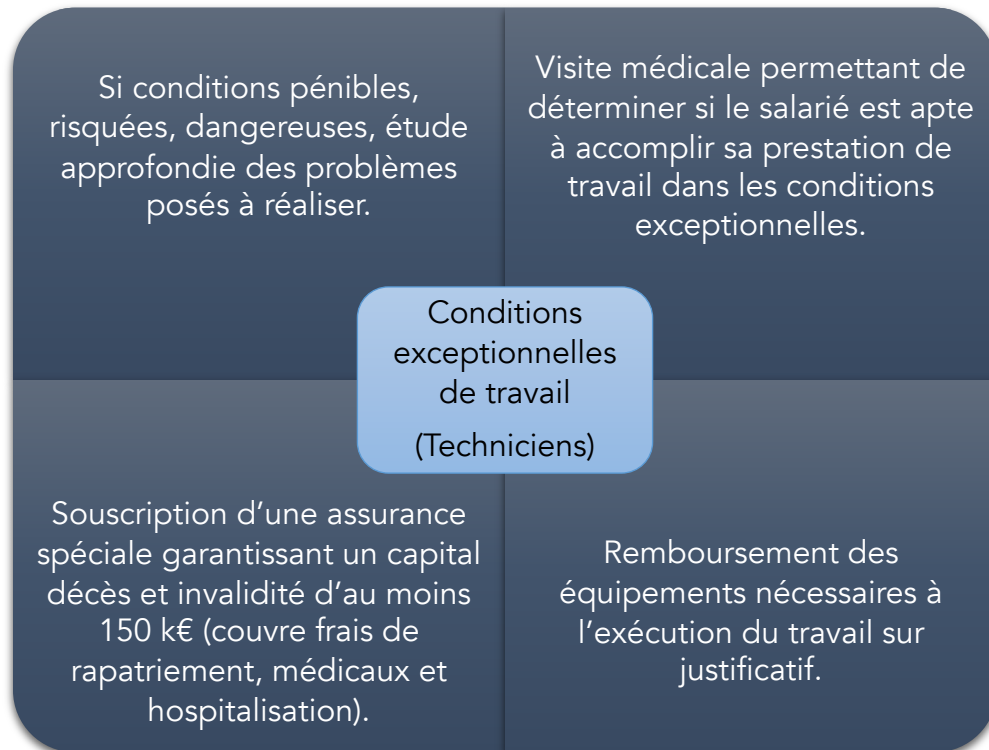 Si conditions pénibles,
risquées, dangereuses, étude
approfondie des problèmes
posés à réaliser.
Visite médicale permettant de
déterminer si le salarié est apte
à accomplir sa prestation de
travail dans les conditions
exceptionnelles.
Conditions
exceptionnelles
de travail
(Techniciens)
Souscription d’une assurance
spéciale garantissant un capital
décès et invalidité d’au moins
150 k€ (couvre frais de
rapatriement, médicaux et
hospitalisation).
Remboursement des
équipements nécessaires à
l’exécution du travail sur
justificatif.